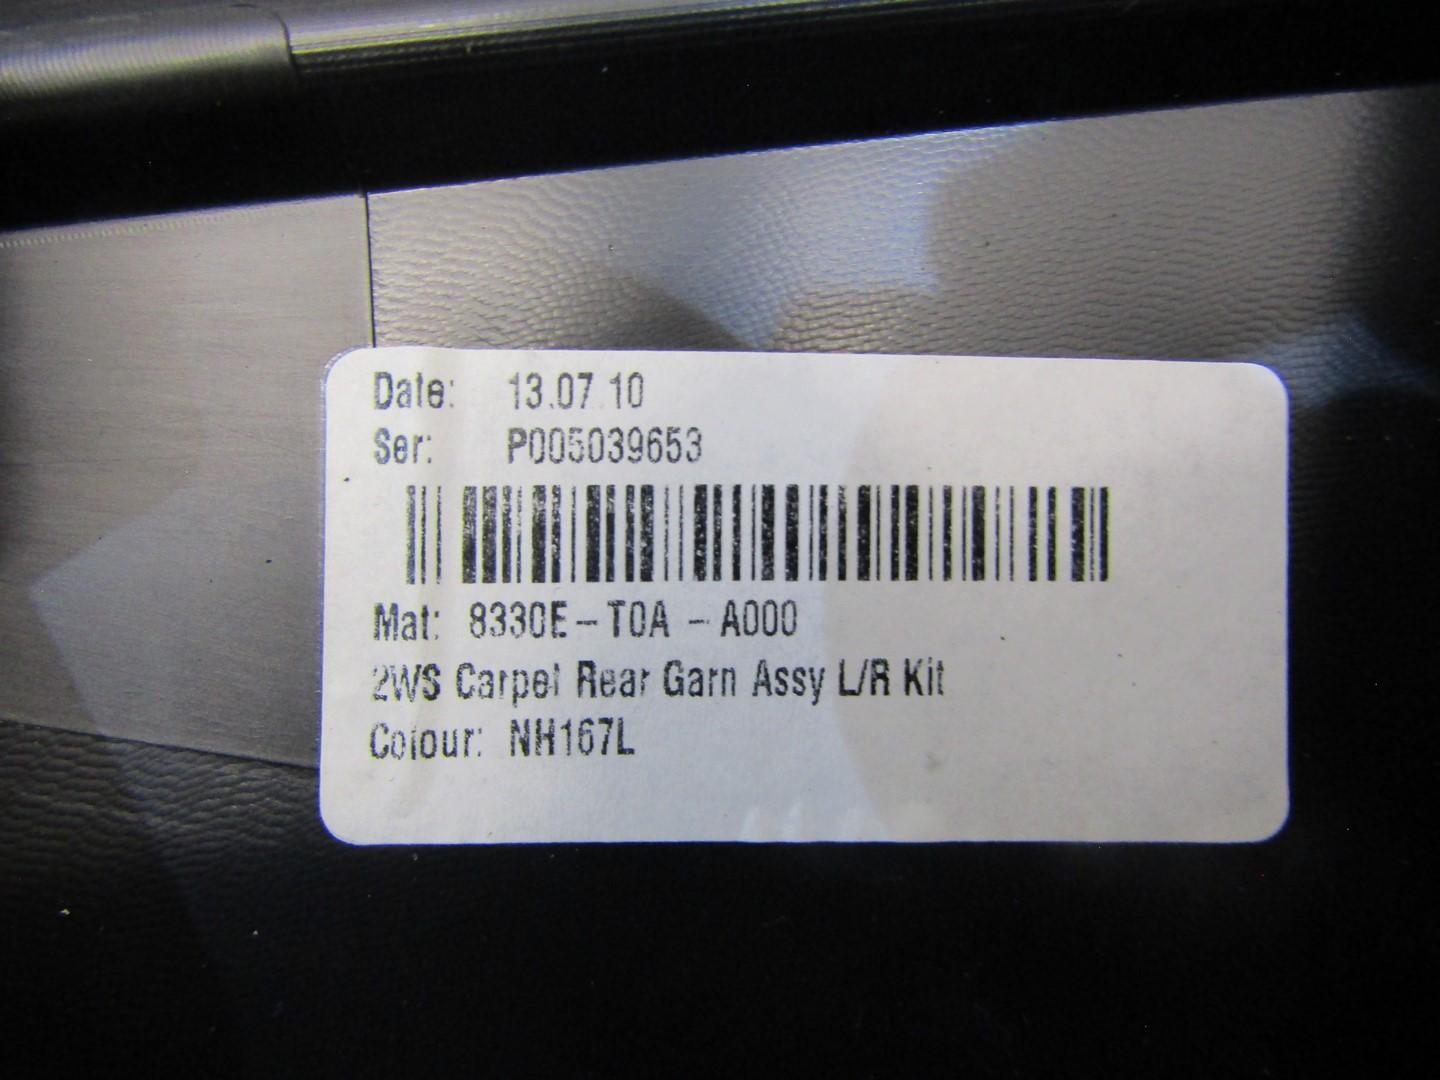 Date: 13.07.10
Ser: P005039653
Mat: 8330E-T0A-A000
2WS Carpet Rear Garn Assy L/R Kit
Colour: NH167L